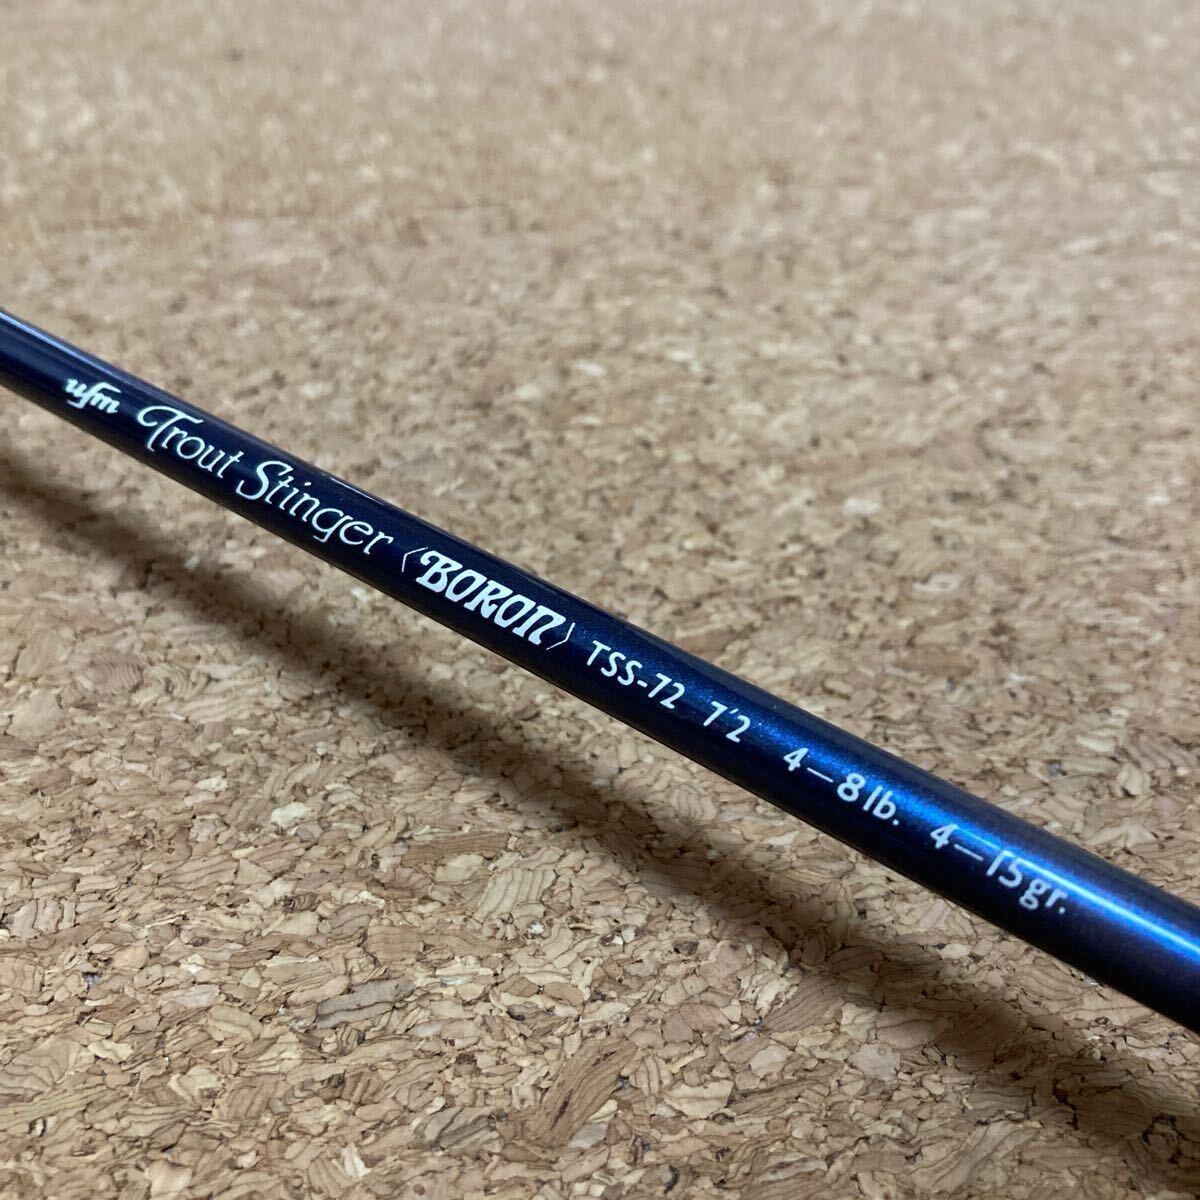 ufm Trout Stinger 〈BORON〉 TSS-72 7'2 4-8lb. 4-15gr.